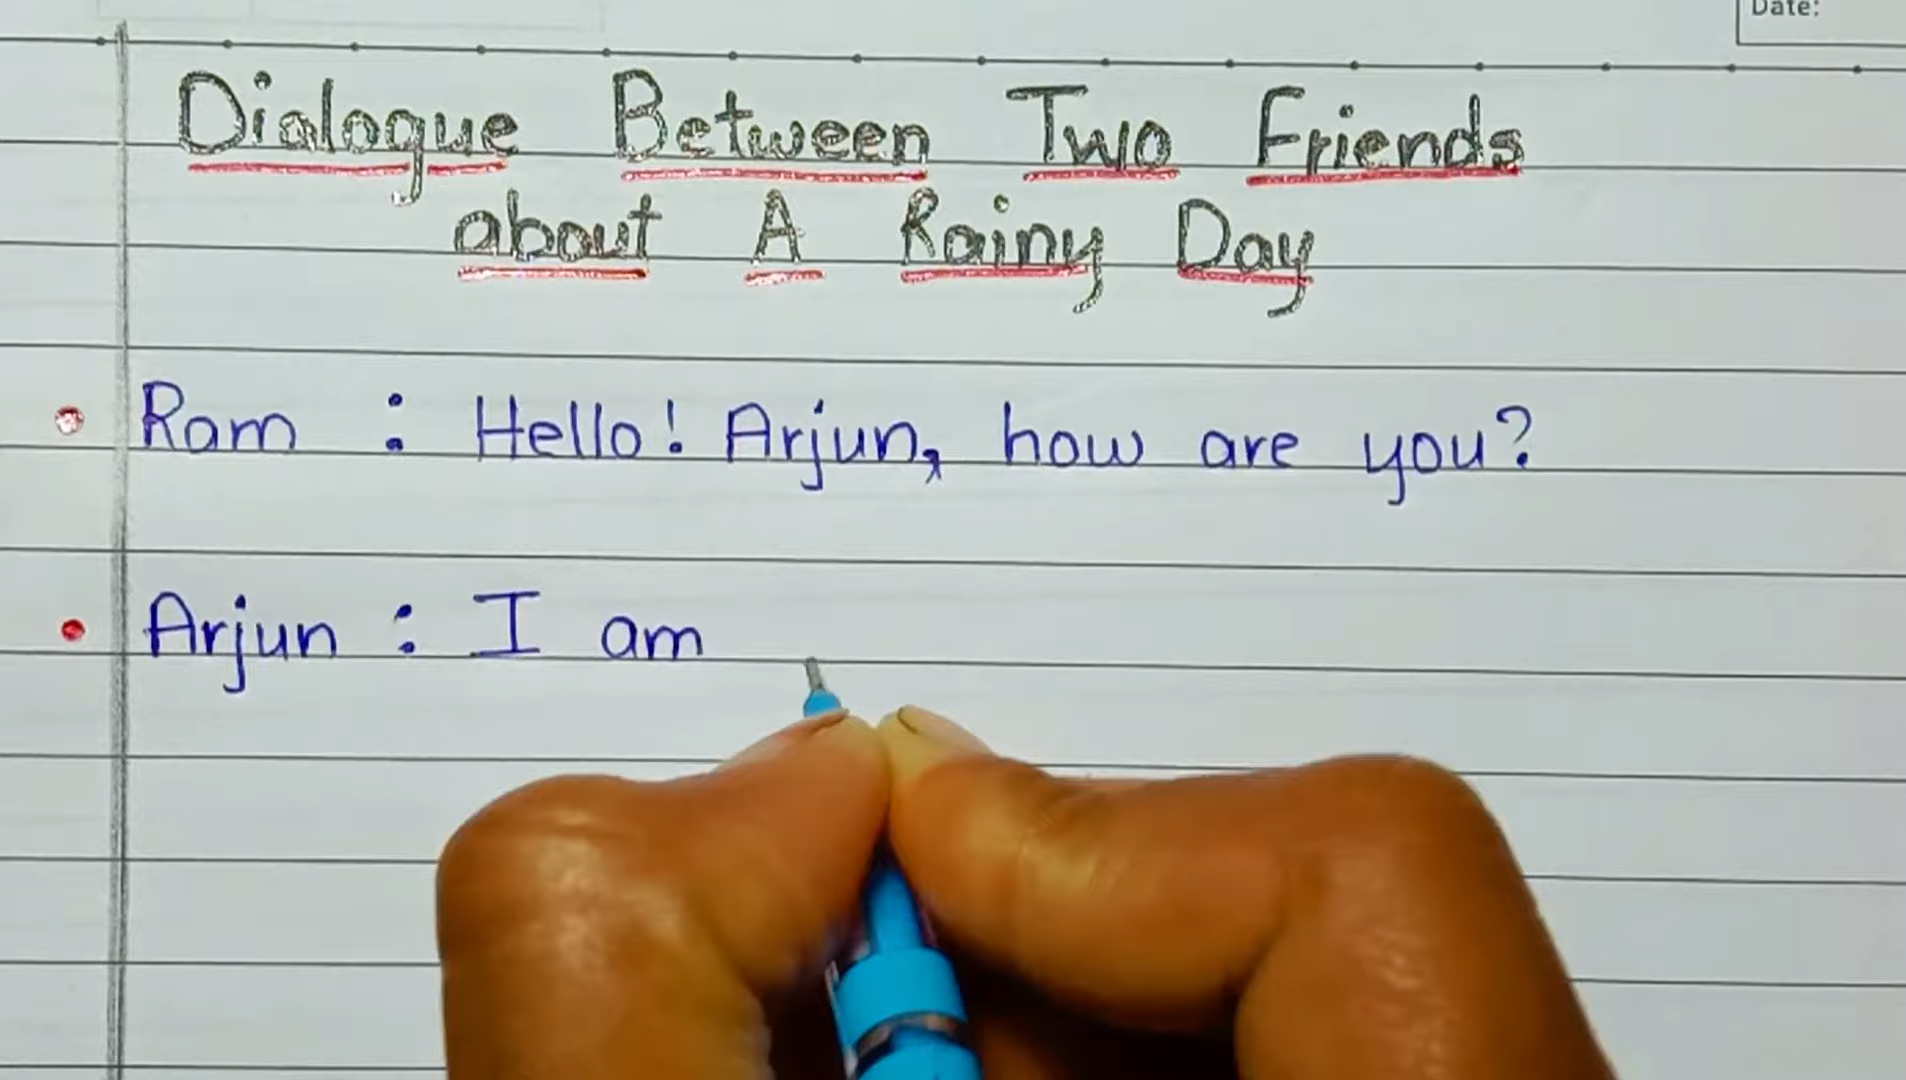 Date:
Dialogue Between Two Friends
about A Rainy Day
Ram : Hello! Arjun, how are you?
Arjun : I am